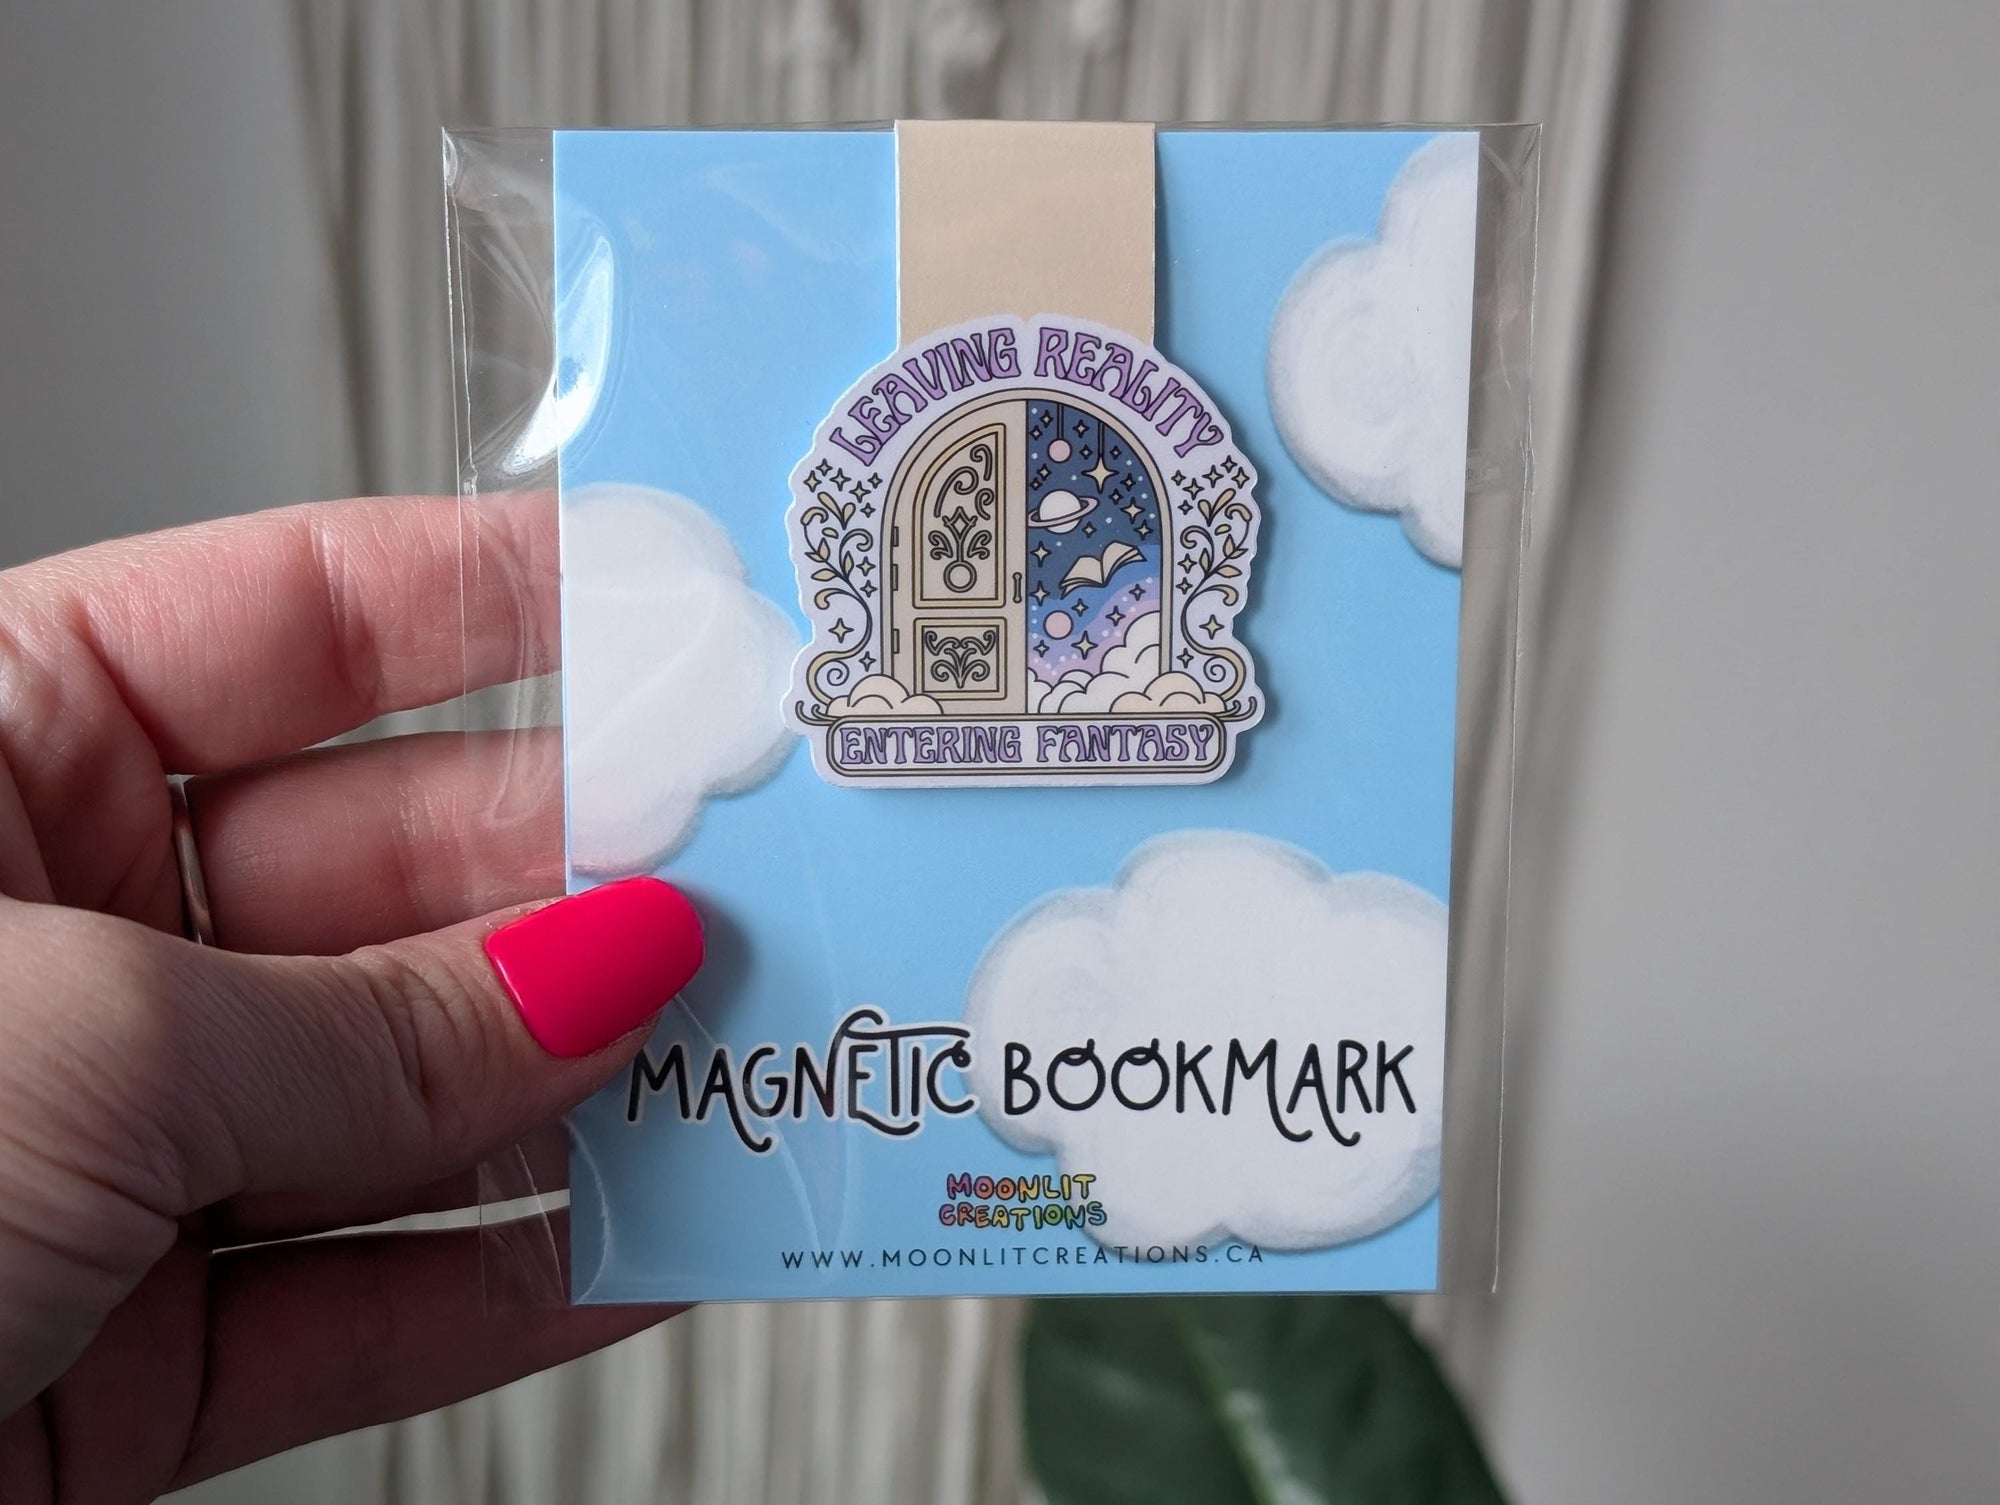 LEAVING REALITY
ENTERING FANTASY
MAGNETIC BOOKMARK
MOONLIT
CREATIONS
WWW.MOONLITCREATIONS.CA